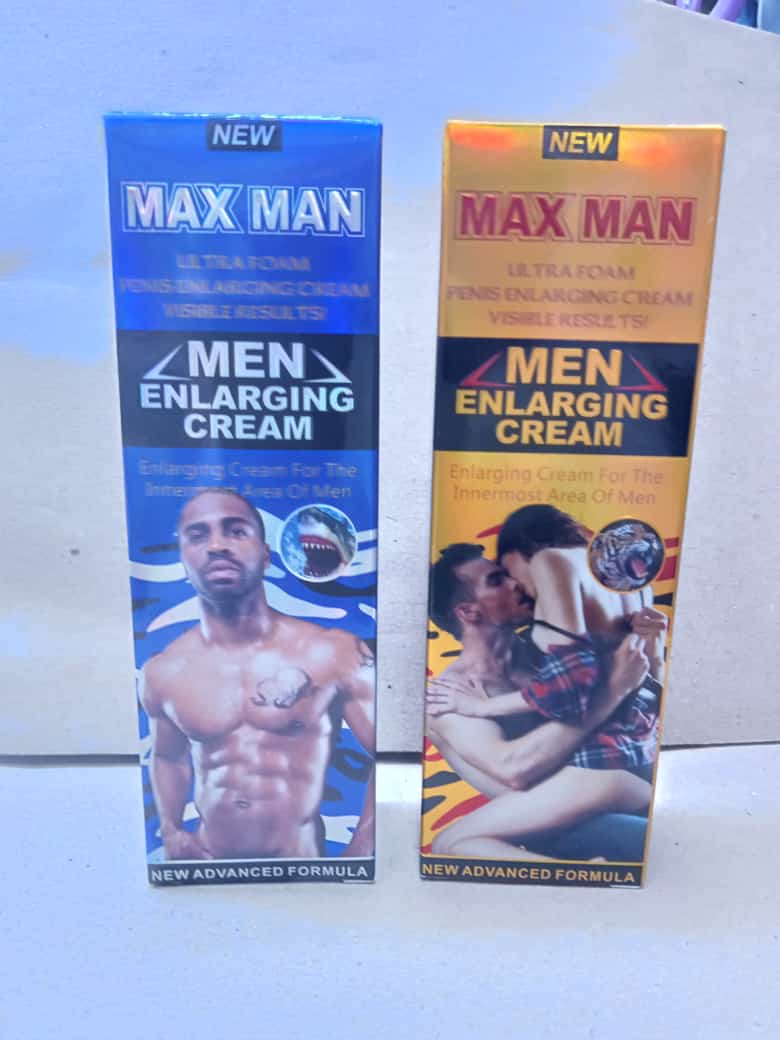 NEW
MAX MAN
ULTRA FOAM
PENIS ENLARGING CREAM
VISIBLE RESULTS!
MEN
ENLARGING
CREAM
Enlarging Cream For The
Innermost Area Of Men
NEW ADVANCED FORMULA
NEW
MAX MAN
ULTRA FOAM
PENIS ENLARGING CREAM
VISIBLE RESULTS!
MEN
ENLARGING
CREAM
Enlarging Cream For The
Innermost Area Of Men
NEW ADVANCED FORMULA